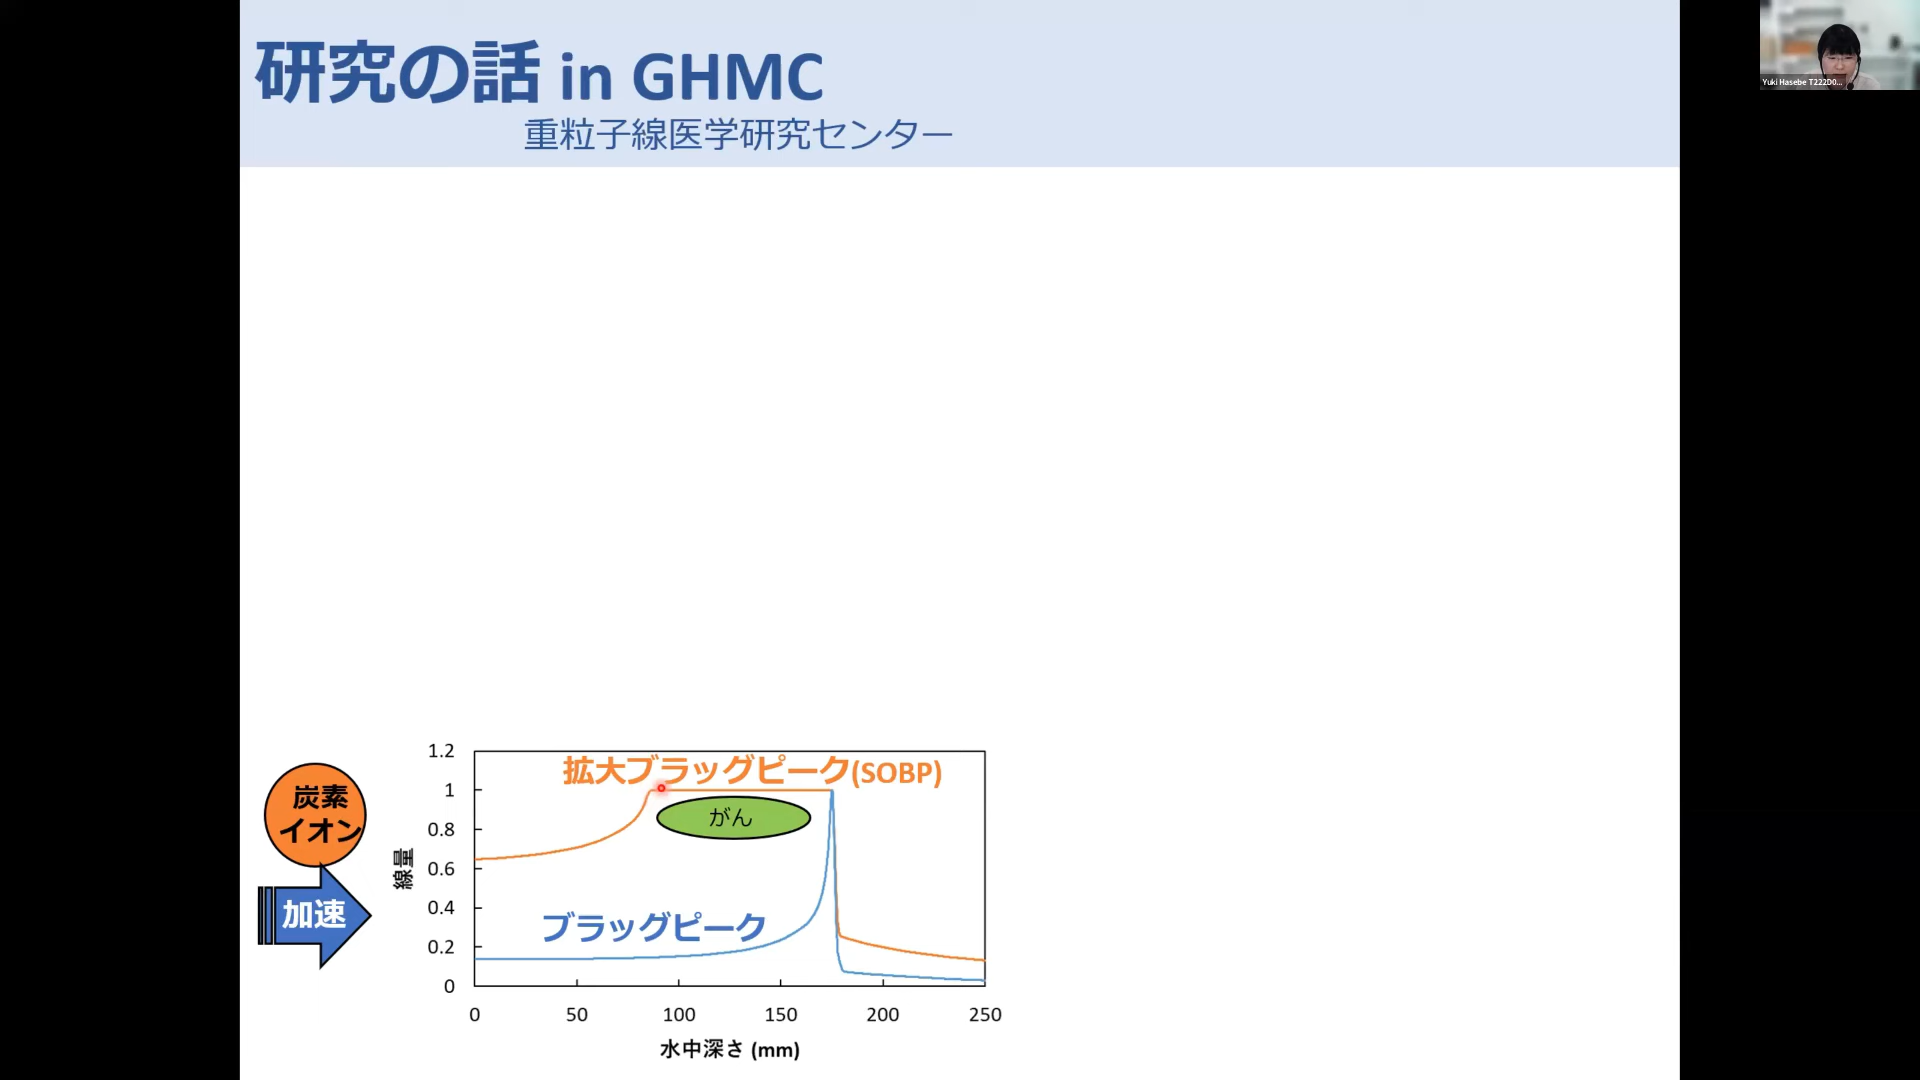 研究の話 in GHMC
重粒子線医学研究センター
Yuki Hasebe T222D0...
炭素
イオン
加速
線量
1.2
1
0.8
0.6
0.4
0.2
0
拡大ブラッグピーク(SOBP)
がん
ブラッグピーク
0 50 100 150 200 250
水中深さ (mm)